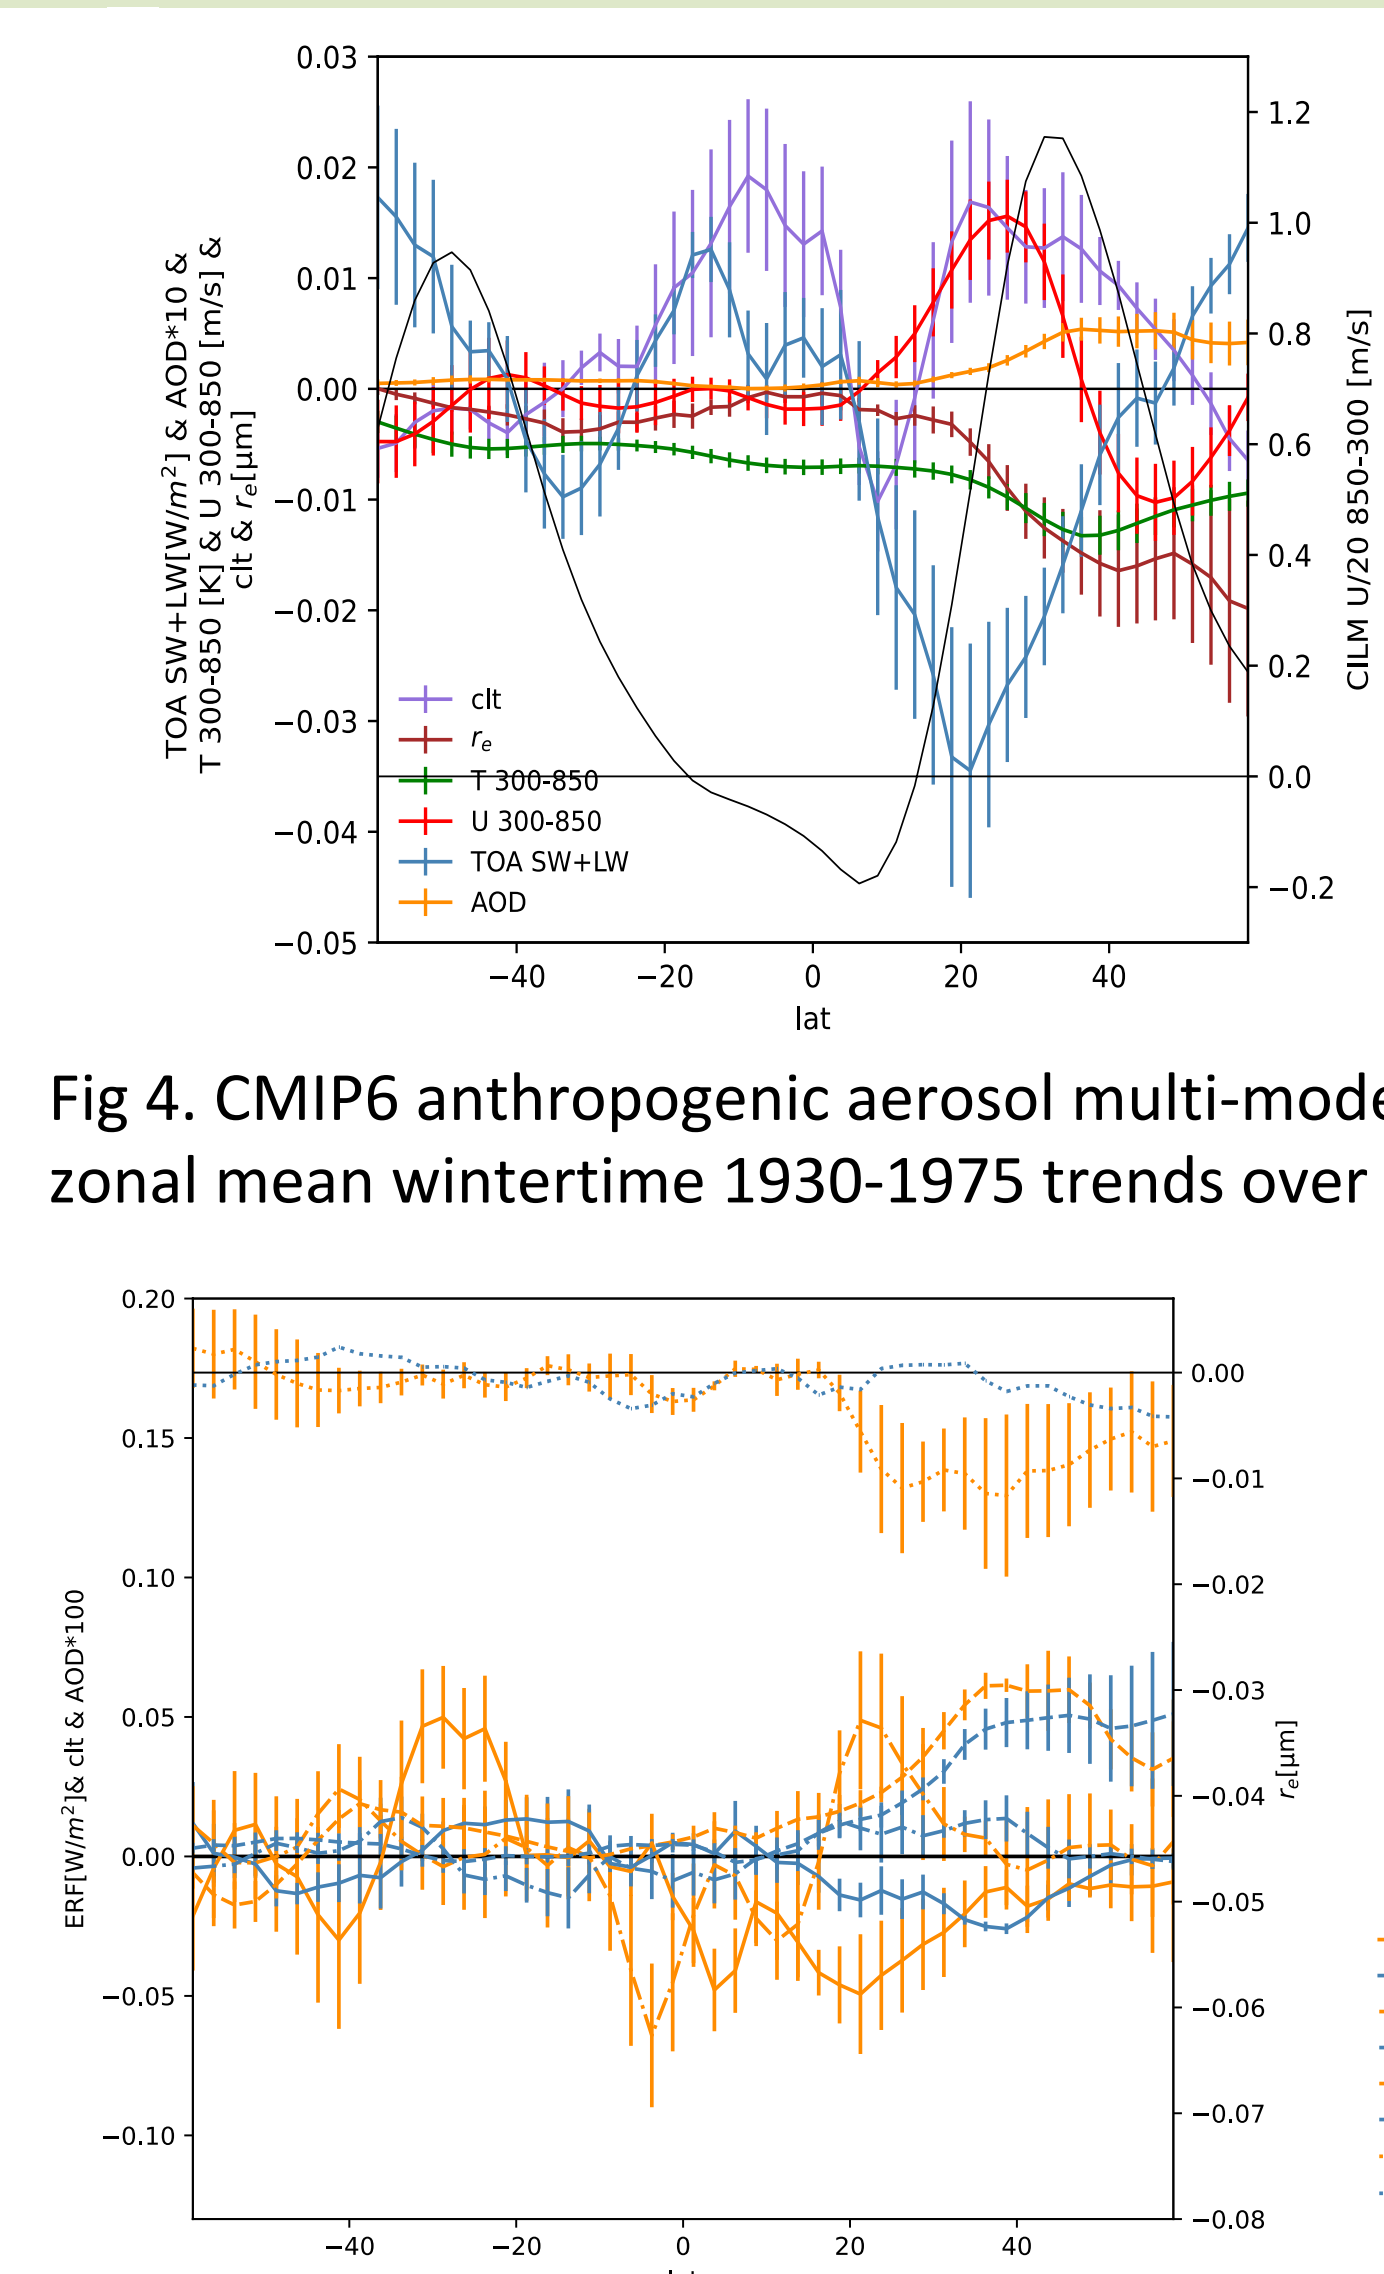 0.03
0.02
0.01
0.00
−0.01
−0.02
−0.03
−0.04
−0.05
1.2
1.0
0.8
0.6
0.4
0.2
0.0
−0.2
TOA SW+LW[W/m²] & AOD*10 &
T 300-850 [K] & U 300-850 [m/s] &
clt & rₑ[μm]
CILM U/20 850-300 [m/s]
clt
rₑ
T 300-850
U 300-850
TOA SW+LW
AOD
−40 −20 0 20 40
lat
Fig 4. CMIP6 anthropogenic aerosol multi-mode
zonal mean wintertime 1930-1975 trends over
0.20
0.15
0.10
0.05
0.00
−0.05
−0.10
0.00
−0.01
−0.02
−0.03
−0.04
−0.05
−0.06
−0.07
−0.08
ERF[W/m²]& clt & AOD*100
rₑ[μm]
−40 −20 0 20 40